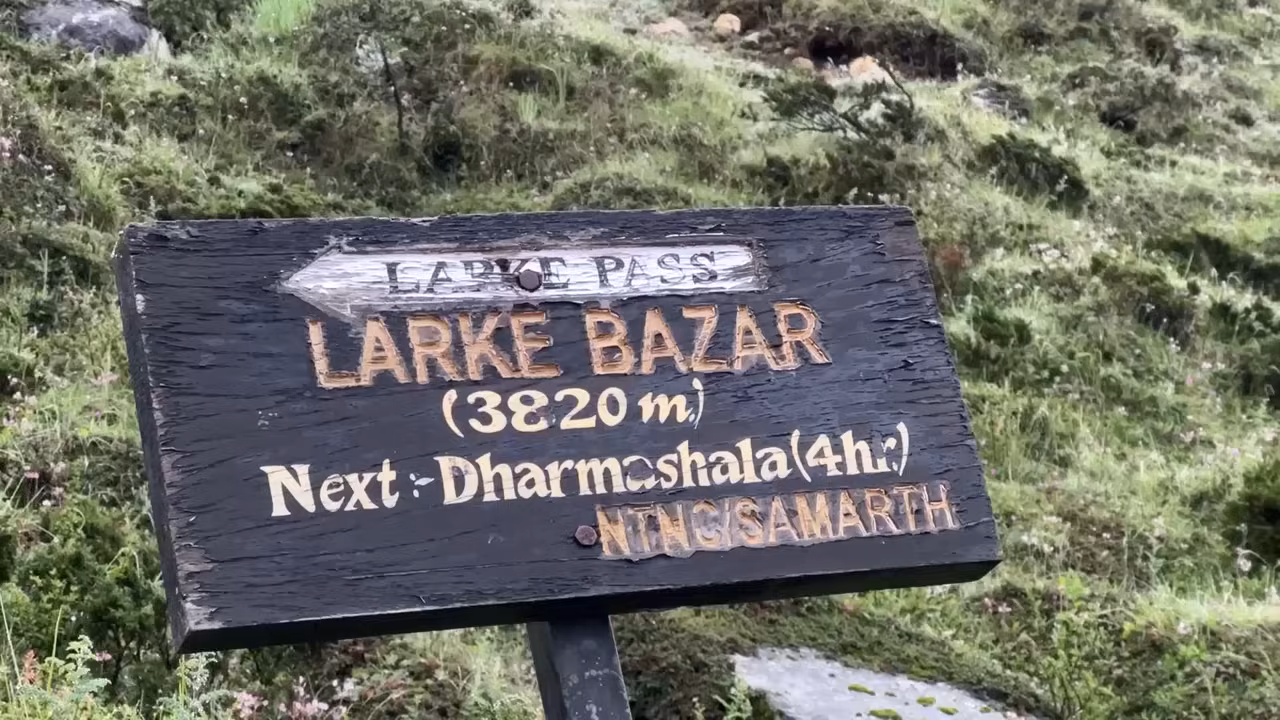 LARKE PASS
LARKE BAZAR
(3820 m.)
Next :- Dharmashala (4hr.)
NTNC/SAMARTH